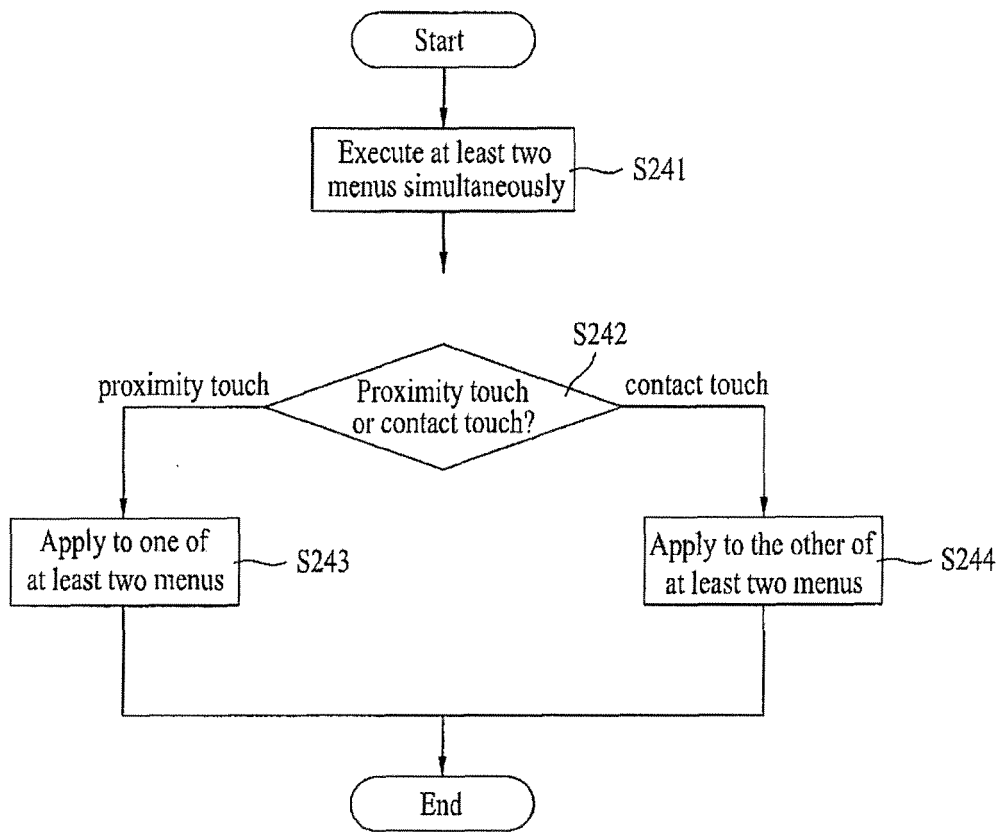 Start
Execute at least two
menus simultaneously
S241
S242
proximity touch
Proximity touch
or contact touch?
contact touch
Apply to one of
at least two menus
S243
Apply to the other of
at least two menus
S244
End